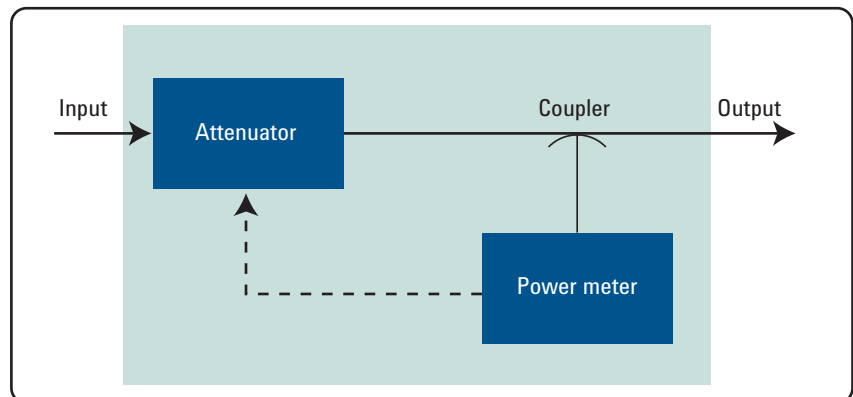 Input
Attenuator
Coupler
Output
Power meter